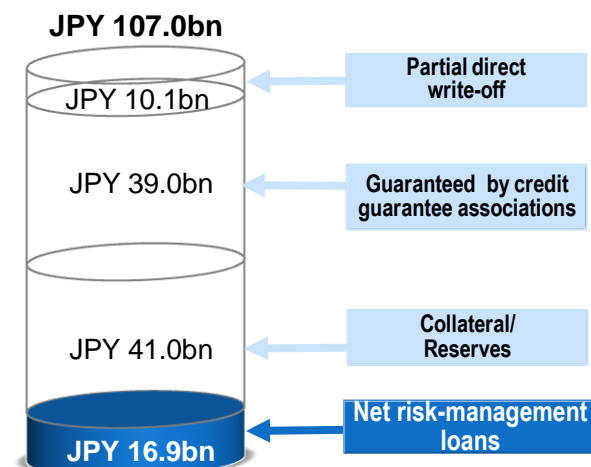 JPY 107.0bn
Partial direct
write-off
JPY 10.1bn
JPY 39.0bn
Guaranteed by credit
guarantee associations
JPY 41.0bn
Collateral/
Reserves
Net risk-management
loans
JPY 16.9bn